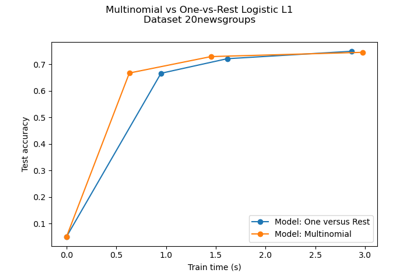 Multinomial vs One-vs-Rest Logistic L1
Dataset 20newsgroups
0.7
0.6
0.5
0.4
0.3
0.2
0.1
Test accuracy
Model: One versus Rest
Model: Multinomial
0.0 0.5 1.0 1.5 2.0 2.5 3.0
Train time (s)